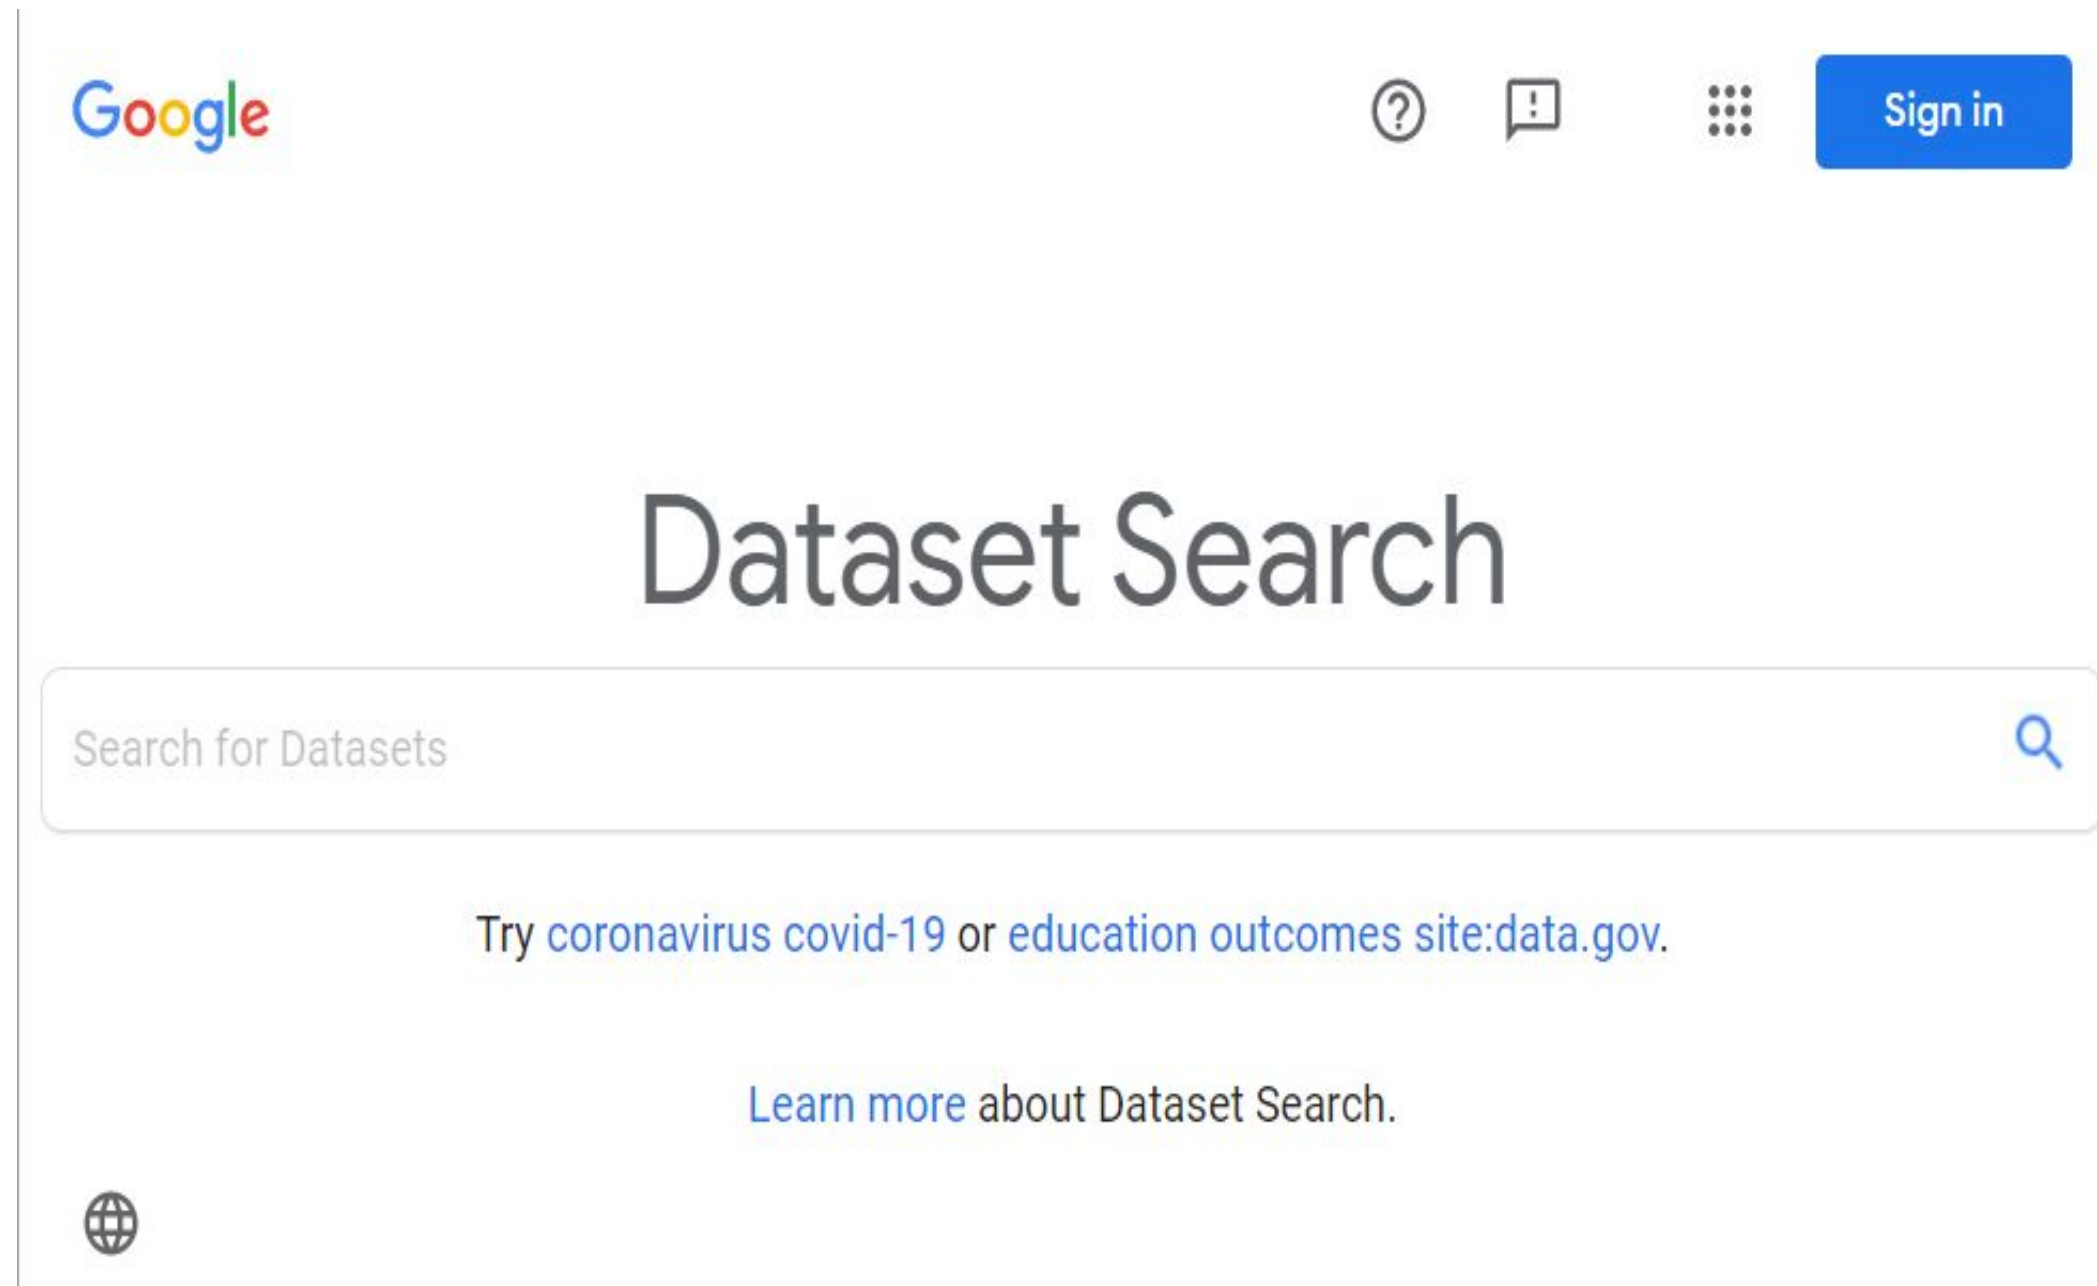 Google
Sign in
Dataset Search
Search for Datasets
Try coronavirus covid-19 or education outcomes site:data.gov.
Learn more about Dataset Search.